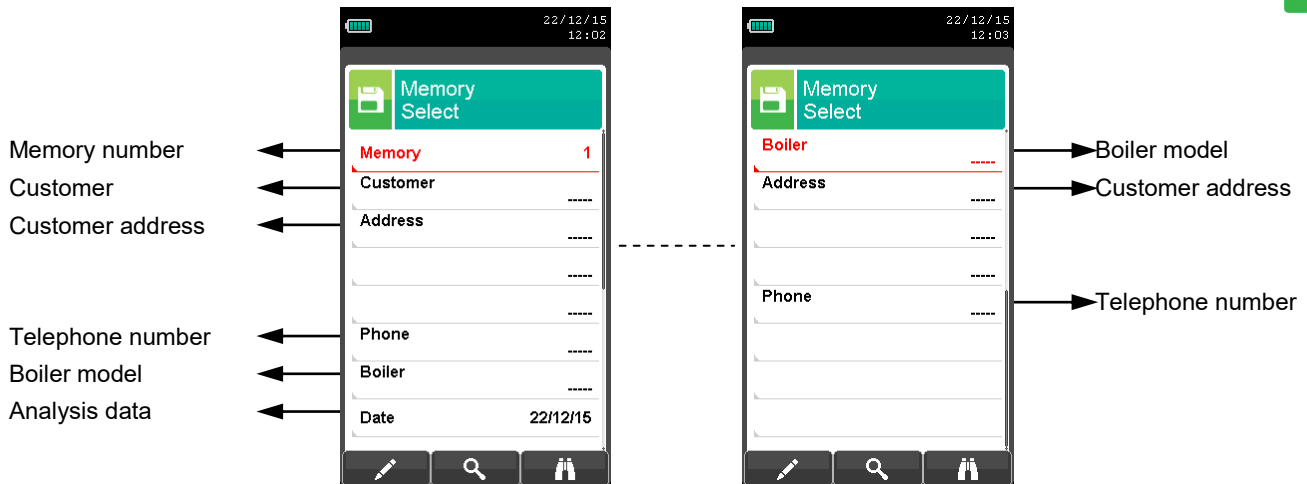 22/12/15
12:02
Memory
Select
Memory number
Memory 1
Customer
Customer
-----
Customer address
Address
-----
-----
-----
Telephone number
Phone
-----
Boiler model
Boiler
-----
Analysis data
Date 22/12/15
22/12/15
12:03
Memory
Select
Boiler
-----
Boiler model
Address
-----
Customer address
-----
-----
Phone
-----
Telephone number